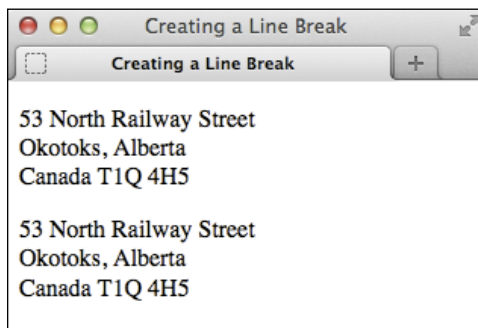 Creating a Line Break
Creating a Line Break
53 North Railway Street
Okotoks, Alberta
Canada T1Q 4H5
53 North Railway Street
Okotoks, Alberta
Canada T1Q 4H5